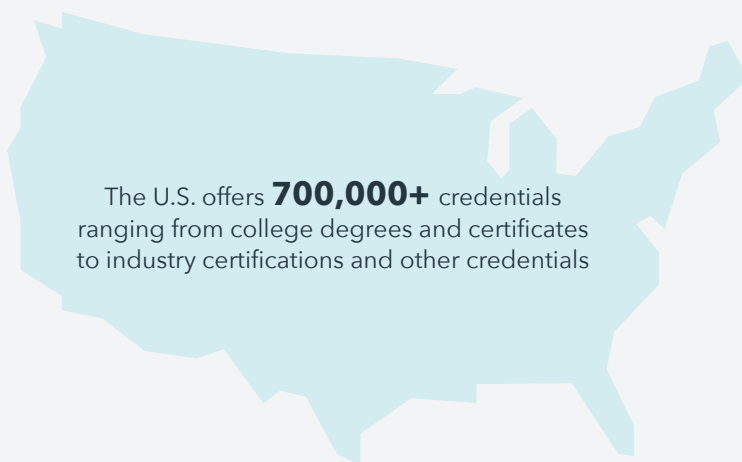 The U.S. offers 700,000+ credentials
ranging from college degrees and certificates
to industry certifications and other credentials